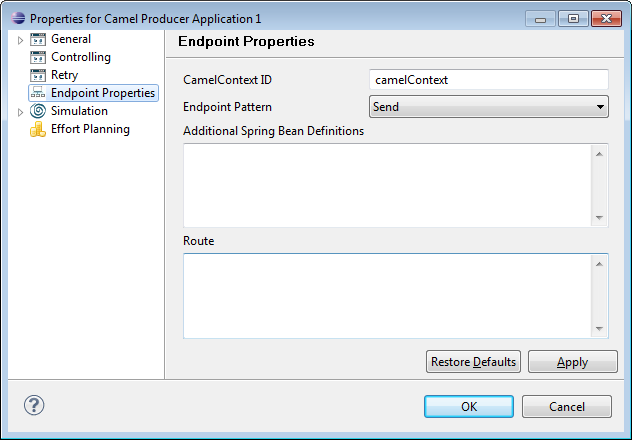 Properties for Camel Producer Application 1
General
Controlling
Retry
Endpoint Properties
Simulation
Effort Planning
Endpoint Properties
CamelContext ID
camelContext
Endpoint Pattern
Send
Additional Spring Bean Definitions
Route
Restore Defaults
Apply
?
OK
Cancel